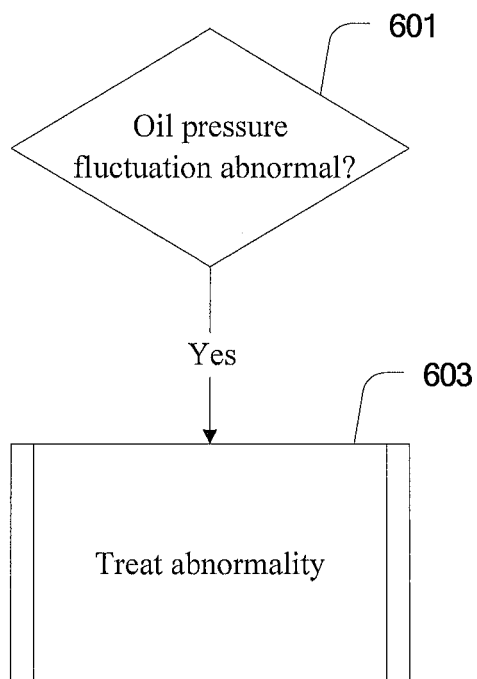 601
Oil pressure
fluctuation abnormal?
Yes
603
Treat abnormality